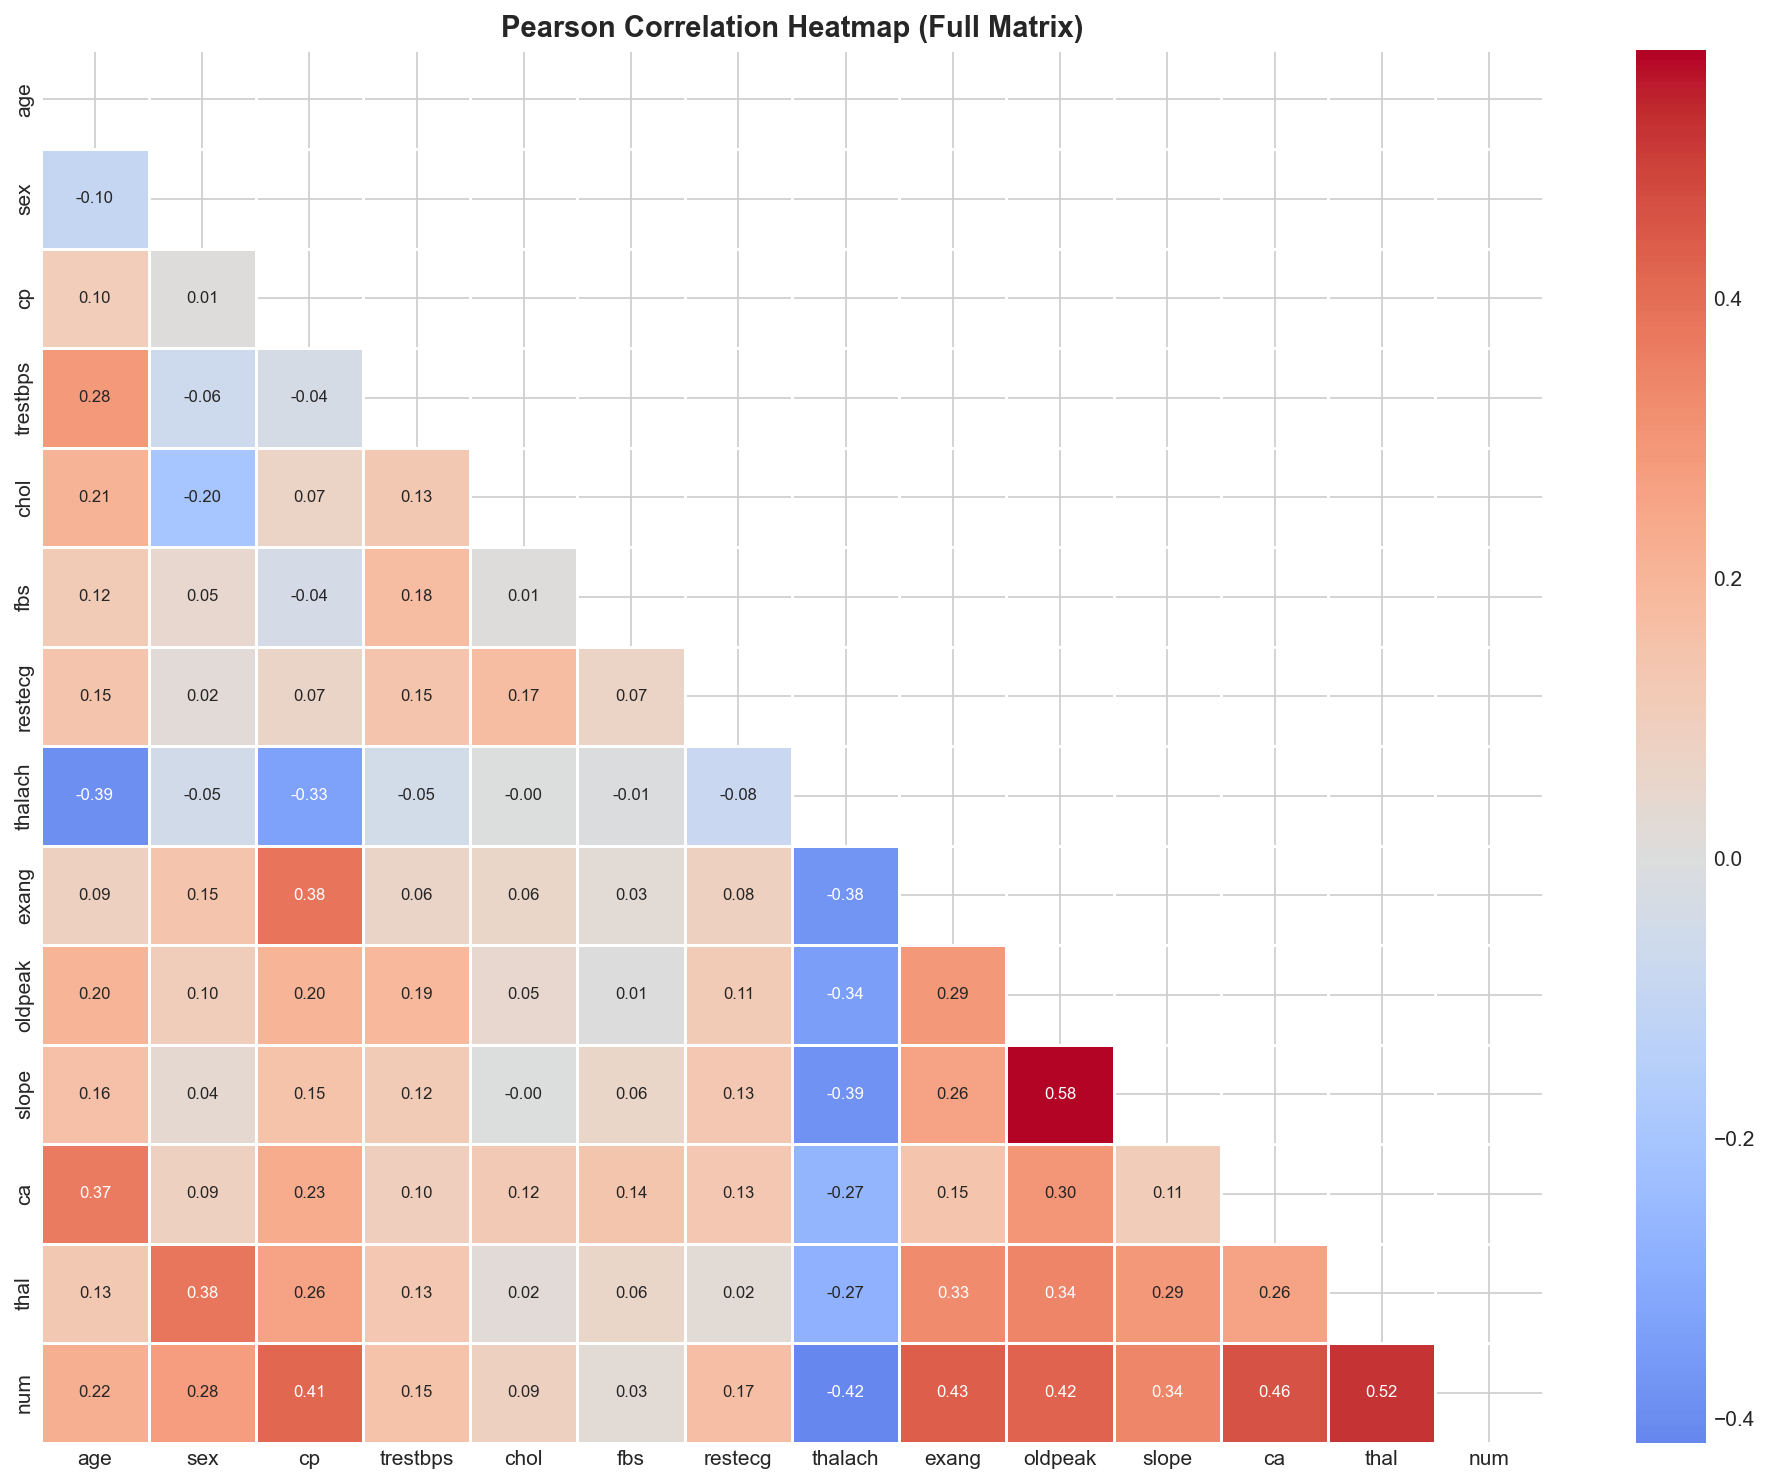 Pearson Correlation Heatmap (Full Matrix)
age
sex -0.10
cp 0.10 0.01
trestbps 0.28 -0.06 -0.04
chol 0.21 -0.20 0.07 0.13
fbs 0.12 0.05 -0.04 0.18 0.01
restecg 0.15 0.02 0.07 0.15 0.17 0.07
thalach -0.39 -0.05 -0.33 -0.05 -0.00 -0.01 -0.08
exang 0.09 0.15 0.38 0.06 0.06 0.03 0.08 -0.38
oldpeak 0.20 0.10 0.20 0.19 0.05 0.01 0.11 -0.34 0.29
slope 0.16 0.04 0.15 0.12 -0.00 0.06 0.13 -0.39 0.26 0.58
ca 0.37 0.09 0.23 0.10 0.12 0.14 0.13 -0.27 0.15 0.30 0.11
thal 0.13 0.38 0.26 0.13 0.02 0.06 0.02 -0.27 0.33 0.34 0.29 0.26
num 0.22 0.28 0.41 0.15 0.09 0.03 0.17 -0.42 0.43 0.42 0.34 0.46 0.52
age sex cp trestbps chol fbs restecg thalach exang oldpeak slope ca thal num
0.4
0.2
0.0
−0.2
−0.4